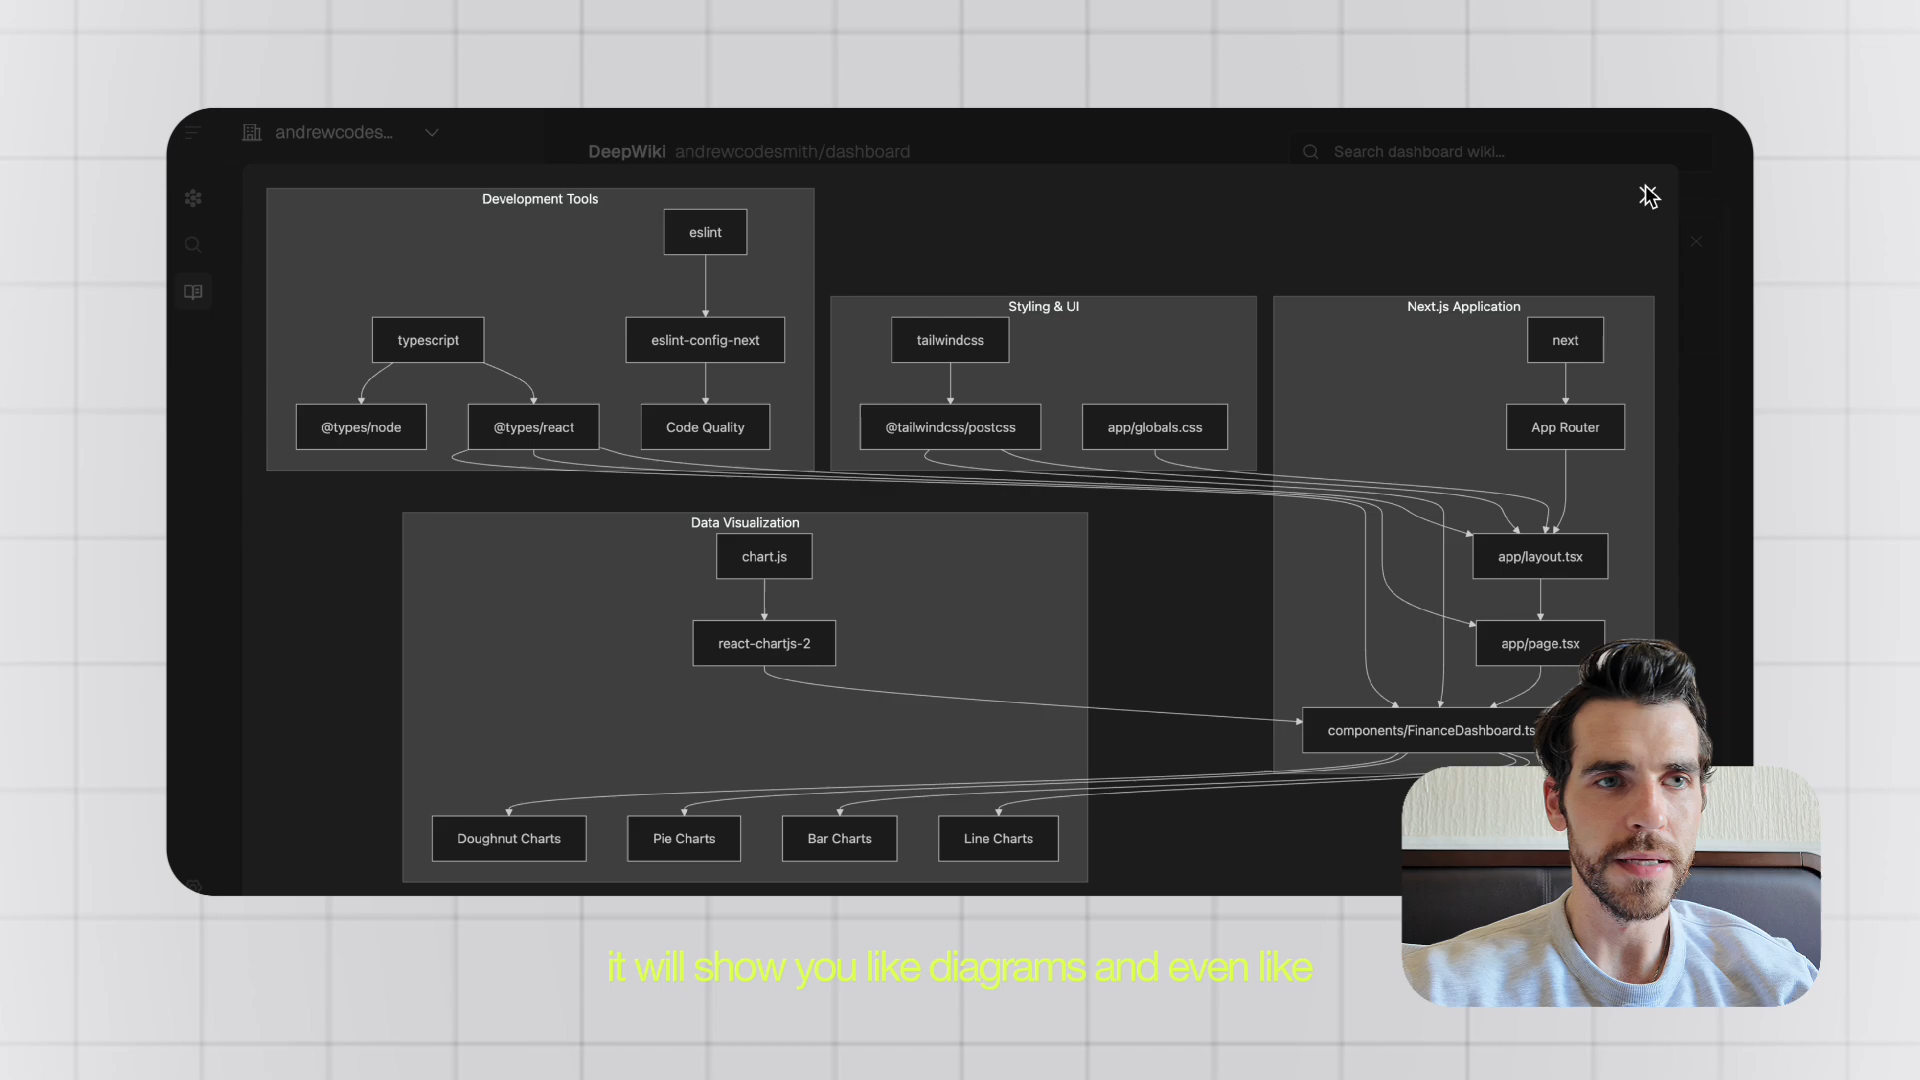 andrewcodes...
DeepWiki andrewcodesmith/dashboard
Search dashboard wiki...
Development Tools
eslint
typescript
eslint-config-next
@types/node
@types/react
Code Quality
Styling & UI
tailwindcss
@tailwindcss/postcss
app/globals.css
Next.js Application
next
App Router
app/layout.tsx
app/page.tsx
components/FinanceDashboard.ts
Data Visualization
chart.js
react-chartjs-2
Doughnut Charts
Pie Charts
Bar Charts
Line Charts
it will show you like diagrams and even like